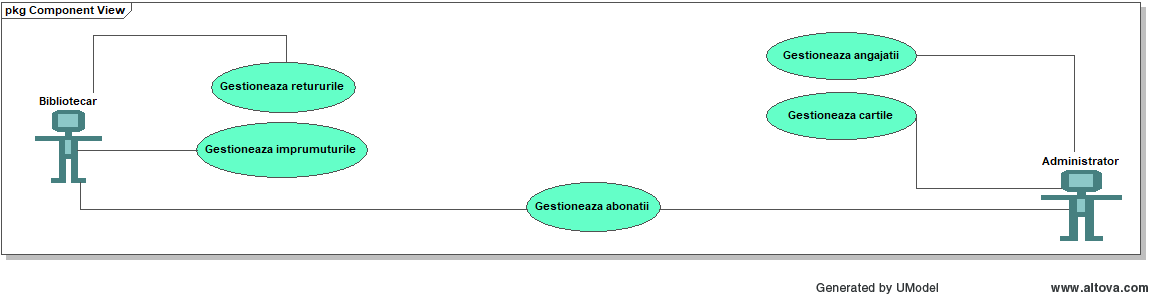 pkg Component View
Gestioneaza angajatii
Gestioneaza retururile
Bibliotecar
Gestioneaza cartile
Gestioneaza imprumuturile
Administrator
Gestioneaza abonatii
Generated by UModel www.altova.com